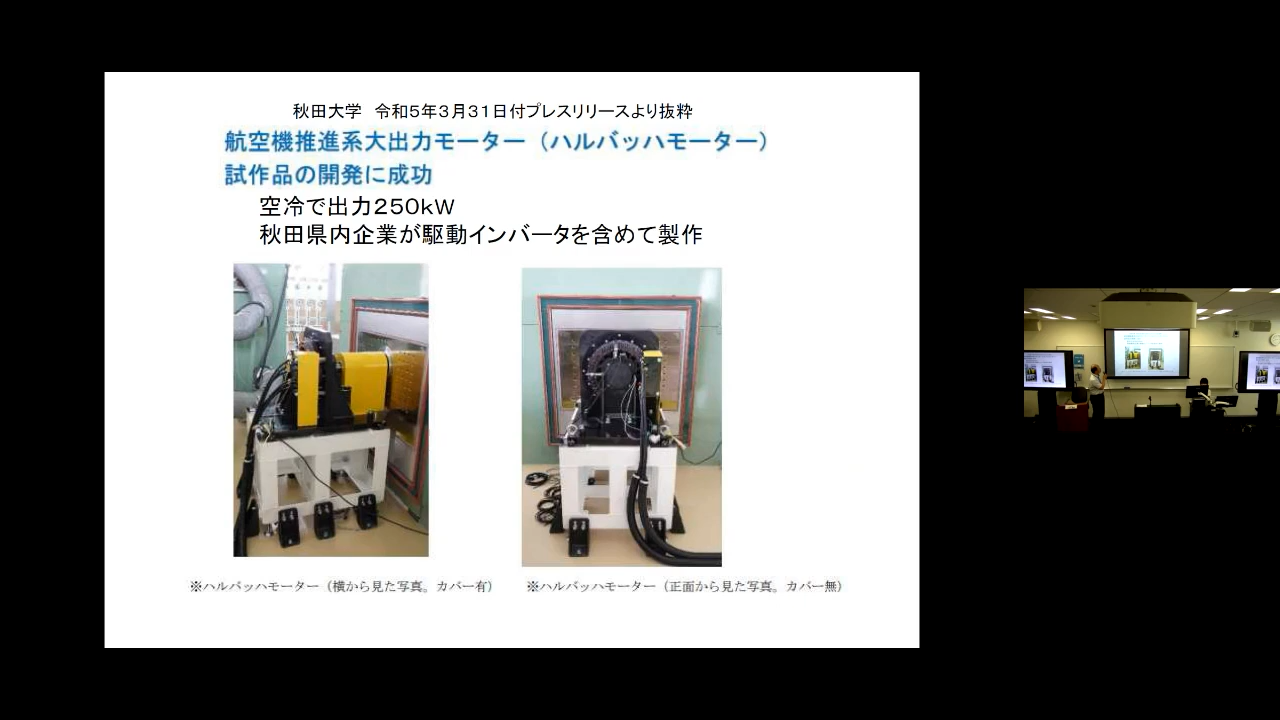 秋田大学　令和5年3月31日付プレスリリースより抜粋
航空機推進系大出力モーター（ハルバッハモーター）
試作品の開発に成功
空冷で出力250kW
秋田県内企業が駆動インバータを含めて製作
※ハルバッハモーター（横から見た写真。カバー有）
※ハルバッハモーター（正面から見た写真。カバー無）